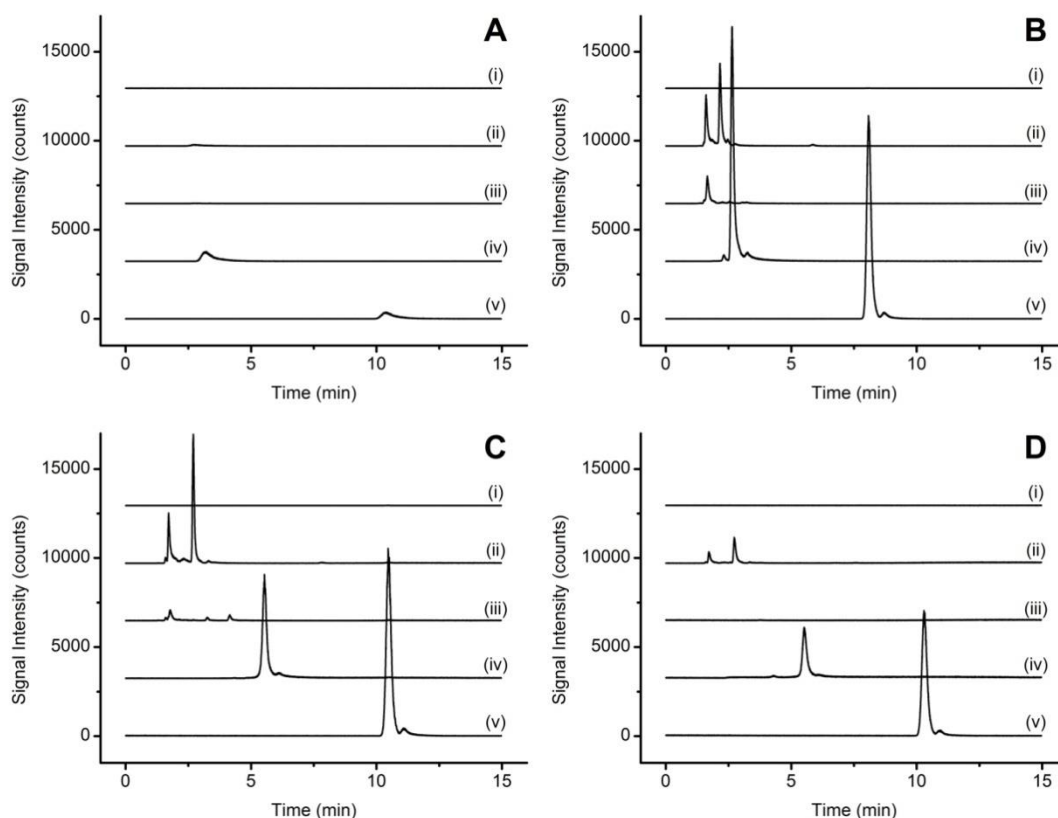 A
15000
(i)
10000
(ii)
(iii)
5000
(iv)
0
(v)
0 5 10 15
Time (min)
Signal Intensity (counts)
B
15000
(i)
10000
(ii)
(iii)
5000
(iv)
0
(v)
0 5 10 15
Time (min)
Signal Intensity (counts)
C
15000
(i)
10000
(ii)
(iii)
5000
(iv)
0
(v)
0 5 10 15
Time (min)
Signal Intensity (counts)
D
15000
(i)
10000
(ii)
(iii)
5000
(iv)
0
(v)
0 5 10 15
Time (min)
Signal Intensity (counts)